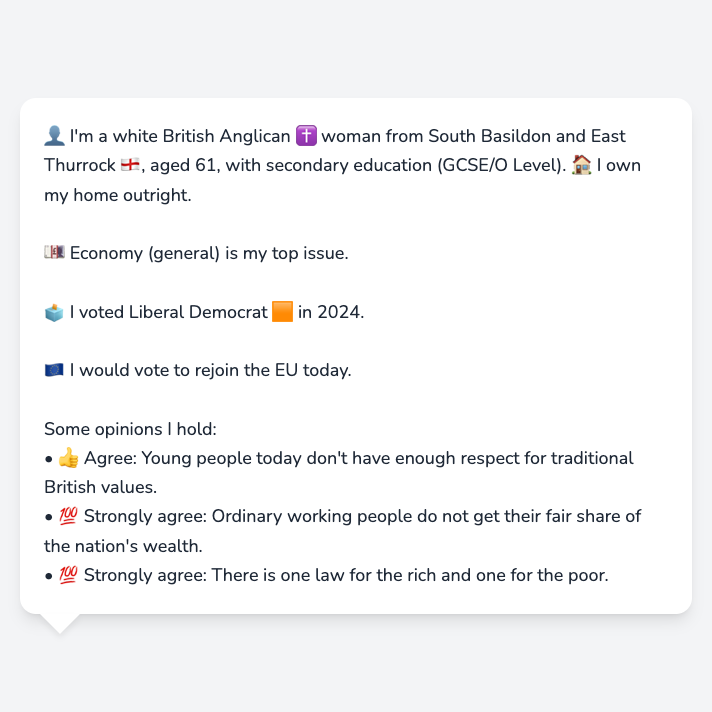 👤 I'm a white British Anglican ✝️ woman from South Basildon and East
Thurrock 🏴󠁧󠁢󠁥󠁮󠁧󠁿, aged 61, with secondary education (GCSE/O Level). 🏠 I own
my home outright.
💷 Economy (general) is my top issue.
🗳️ I voted Liberal Democrat 🟧 in 2024.
🇪🇺 I would vote to rejoin the EU today.
Some opinions I hold:
• 👍 Agree: Young people today don't have enough respect for traditional
British values.
• 💯 Strongly agree: Ordinary working people do not get their fair share of
the nation's wealth.
• 💯 Strongly agree: There is one law for the rich and one for the poor.